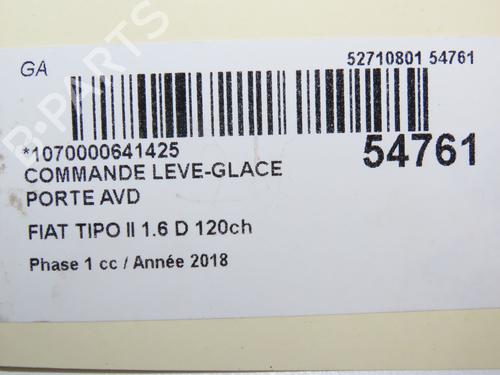 GA
52710801 54761
*1070000641425
54761
COMMANDE LEVE-GLACE
PORTE AVD
FIAT TIPO II 1.6 D 120ch
Phase 1 cc / Année 2018
B-PARTS